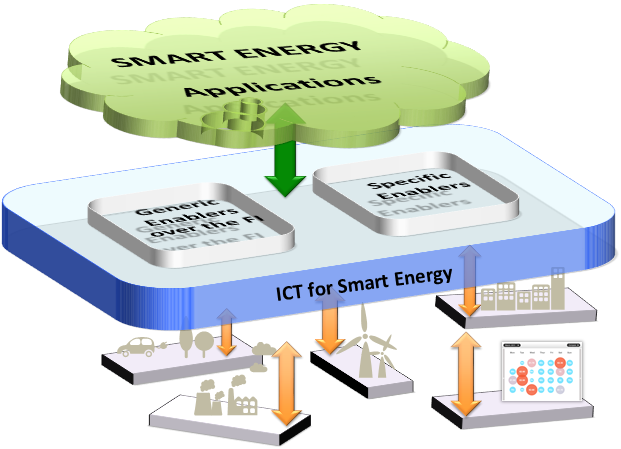 SMART ENERGY
Applications
Generic
Enablers
over the FI
Specific
Enablers
ICT for Smart Energy